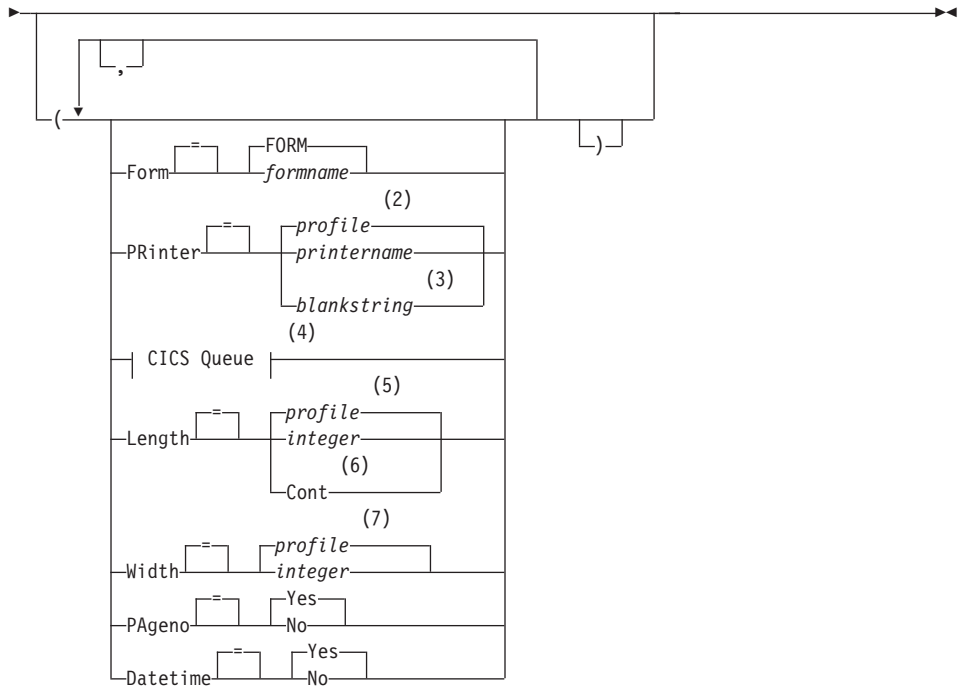 ,
(
)
=
FORM
Form
formname
(2)
=
profile
PRinter
printername
(3)
blankstring
(4)
CICS Queue
(5)
=
profile
Length
integer
(6)
Cont
(7)
=
profile
Width
integer
=
Yes
PAgeno
No
=
Yes
Datetime
No